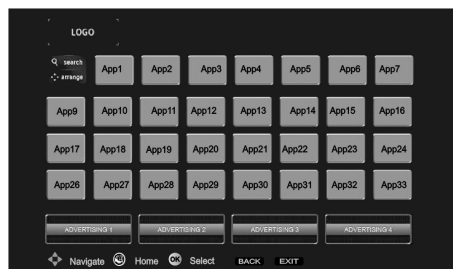 LOGO
search
arrange
App1 App2 App3 App4 App5 App6 App7
App9 App10 App11 App12 App13 App14 App15 App16
App17 App18 App19 App20 App21 App22 App23 App24
App26 App27 App28 App29 App30 App31 App32 App33
ADVERTISING 1 ADVERTISING 2 ADVERTISING 3 ADVERTISING 4
Navigate Home OK Select BACK EXIT